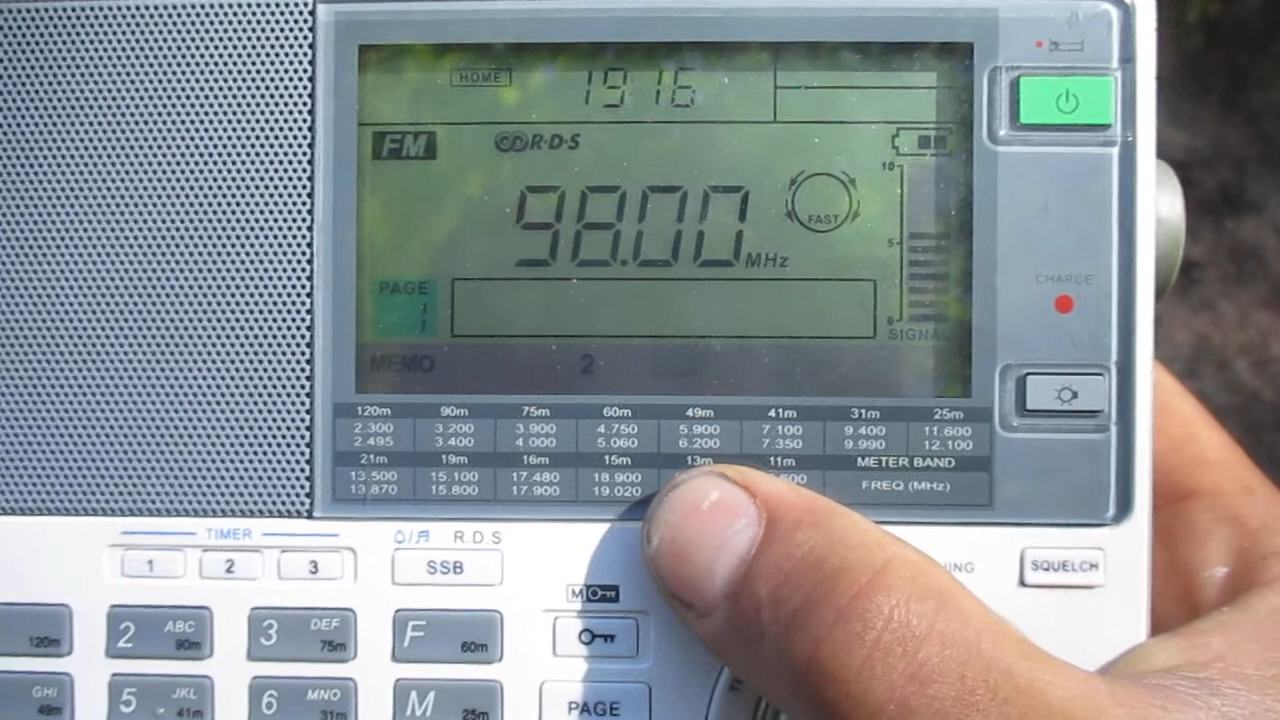 HOME 19 16
FM R·D·S
10
98.00 MHz FAST
5
PAGE
1
1
0
SIGNAL
MEMO 2
CHARGE
120m 90m 75m 60m 49m 41m 31m 25m
2.300 3.200 3.900 4.750 5.900 7.100 9.400 11.600
2.495 3.400 4.000 5.060 6.200 7.350 9.990 12.100
21m 19m 16m 15m 13m 11m METER BAND
13.500 15.100 17.480 18.900 FREQ (MHz)
13.870 15.800 17.900 19.020
TIMER R.D.S
1 2 3 SSB SQUELCH
M
120m 2 ABC 90m 3 DEF 75m F 60m
GHI 49m 5 JKL 41m 6 MNO 31m M 25m PAGE